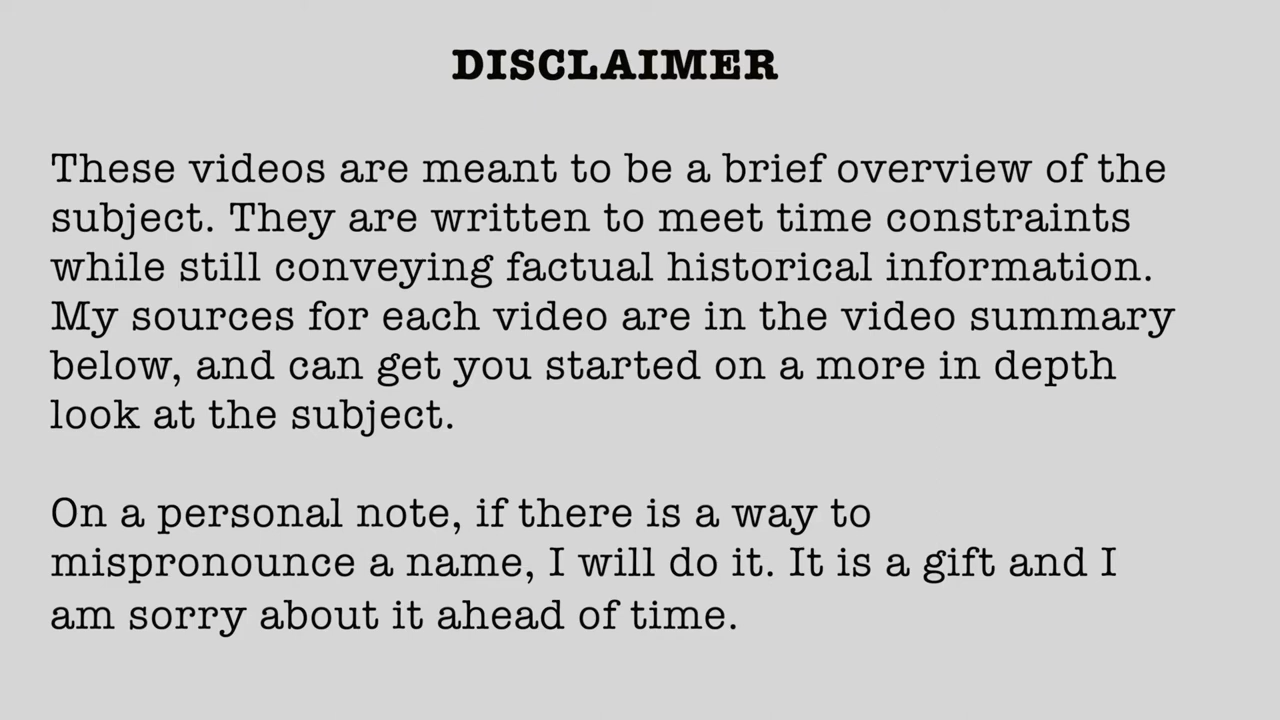 DISCLAIMER
These videos are meant to be a brief overview of the
subject. They are written to meet time constraints
while still conveying factual historical information.
My sources for each video are in the video summary
below, and can get you started on a more in depth
look at the subject.
On a personal note, if there is a way to
mispronounce a name, I will do it. It is a gift and I
am sorry about it ahead of time.